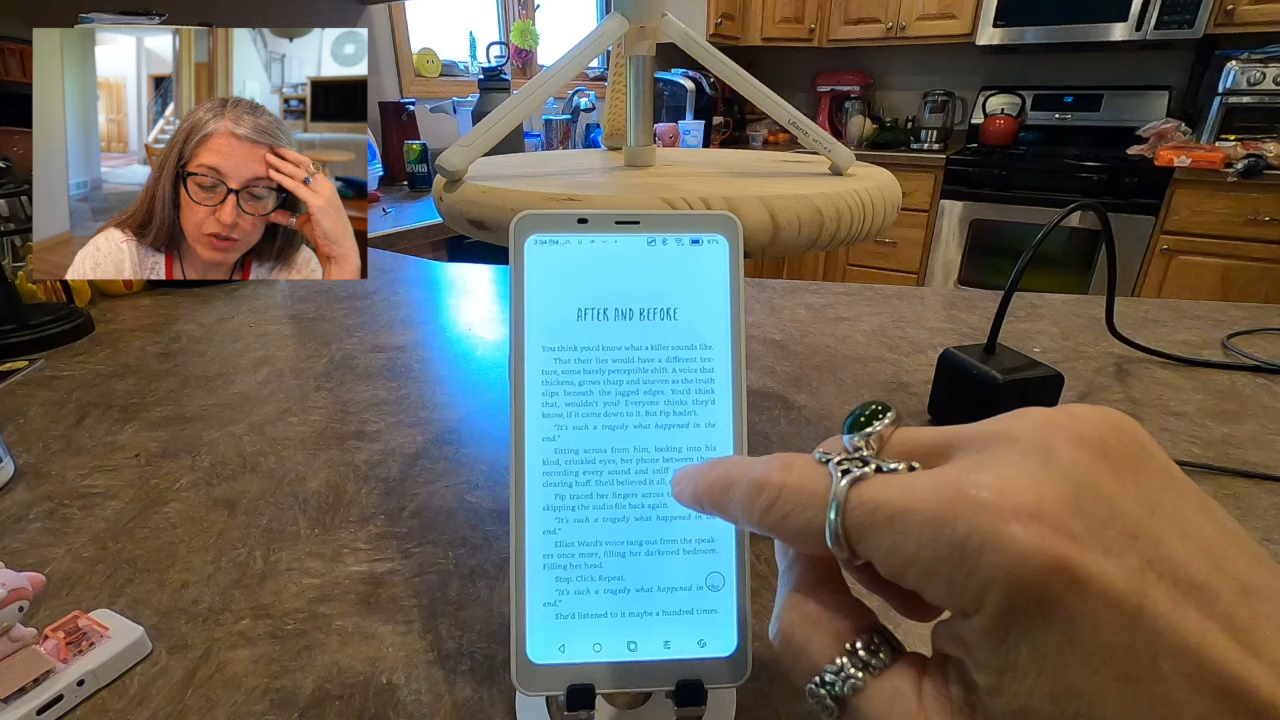 3:04 PM
97%
AFTER AND BEFORE
You think you'd know what a killer sounds like.
That their lies would have a different tex-
ture, some barely perceptible shift. A voice that
thickens, grows sharp and uneven as the truth
slips beneath the jagged edges. You'd think
that, wouldn't you? Everyone thinks they'd
know, if it came down to it. But Pip hadn't.
"It's such a tragedy what happened in the
end."
Sitting across from him, looking into his
kind, crinkled eyes, her phone between
recording every sound and sniff
clearing huff. She'd believed it all,
Pip traced her fingers across
skipping the audio file back again.
"It's such a tragedy what happened in
end."
Elliot Ward's voice rang out from the speak-
ers once more, filling her darkened bedroom.
Filling her head.
Stop. Click. Repeat.
"It's such a tragedy what happened in the
end."
She'd listened to it maybe a hundred times.
ulanzi